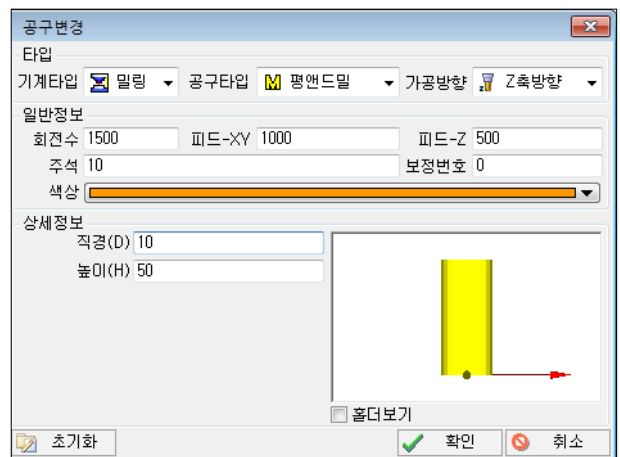 공구변경
타입
기계타입 밀링 공구타입 평앤드밀 가공방향 Z축방향
일반정보
회전수 1500 피드-XY 1000 피드-Z 500
주석 10 보정번호 0
색상
상세정보
직경(D) 10
높이(H) 50
홀더보기
초기화 확인 취소